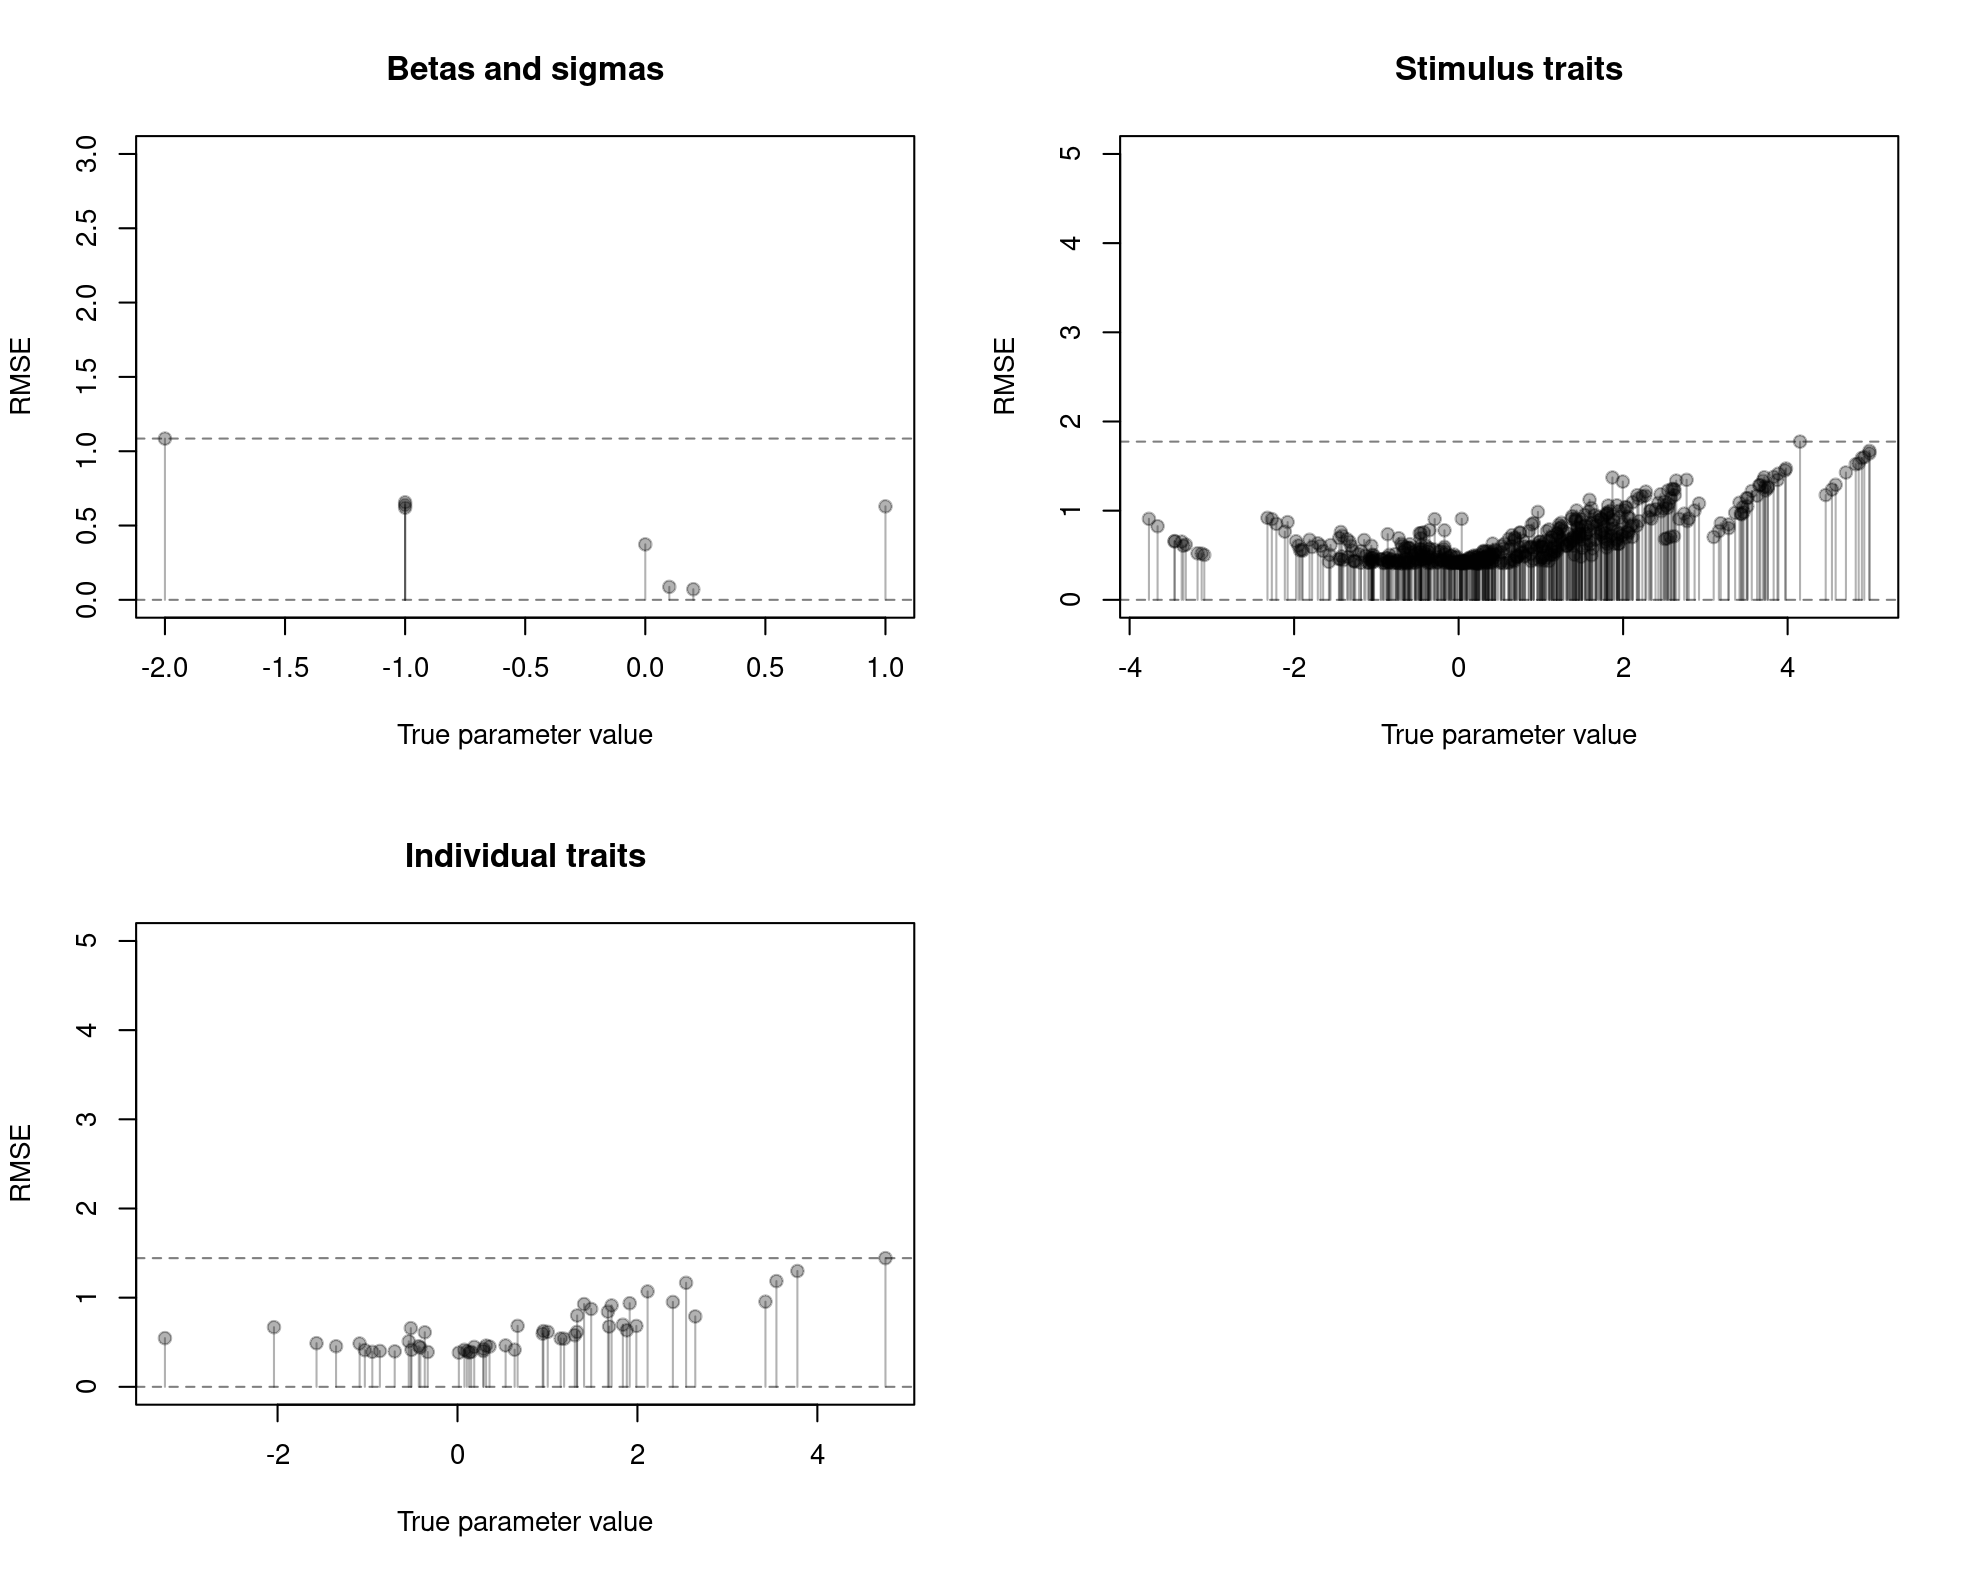 Betas and sigmas
RMSE
3.0
2.5
2.0
1.5
1.0
0.5
0.0
-2.0 -1.5 -1.0 -0.5 0.0 0.5 1.0
True parameter value
Stimulus traits
RMSE
5
4
3
2
1
0
-4 -2 0 2 4
True parameter value
Individual traits
RMSE
5
4
3
2
1
0
-2 0 2 4
True parameter value